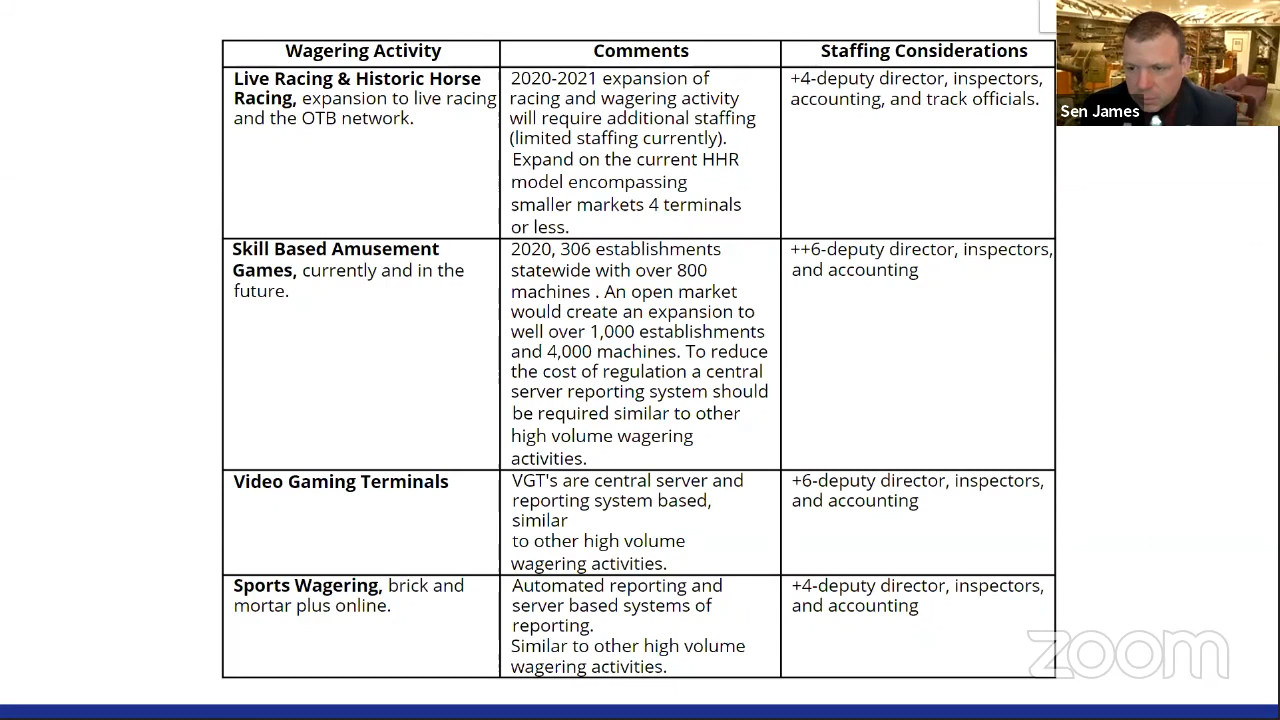 Wagering Activity
Comments
Staffing Considerations
Live Racing & Historic Horse
Racing, expansion to live racing
and the OTB network.
2020-2021 expansion of
racing and wagering activity
will require additional staffing
(limited staffing currently).
Expand on the current HHR
model encompassing
smaller markets 4 terminals
or less.
+4-deputy director, inspectors,
accounting, and track officials.
Skill Based Amusement
Games, currently and in the
future.
2020, 306 establishments
statewide with over 800
machines . An open market
would create an expansion to
well over 1,000 establishments
and 4,000 machines. To reduce
the cost of regulation a central
server reporting system should
be required similar to other
high volume wagering
activities.
++6-deputy director, inspectors,
and accounting
Video Gaming Terminals
VGT's are central server and
reporting system based,
similar
to other high volume
wagering activities.
+6-deputy director, inspectors,
and accounting
Sports Wagering, brick and
mortar plus online.
Automated reporting and
server based systems of
reporting.
Similar to other high volume
wagering activities.
+4-deputy director, inspectors,
and accounting
Sen James
zoom